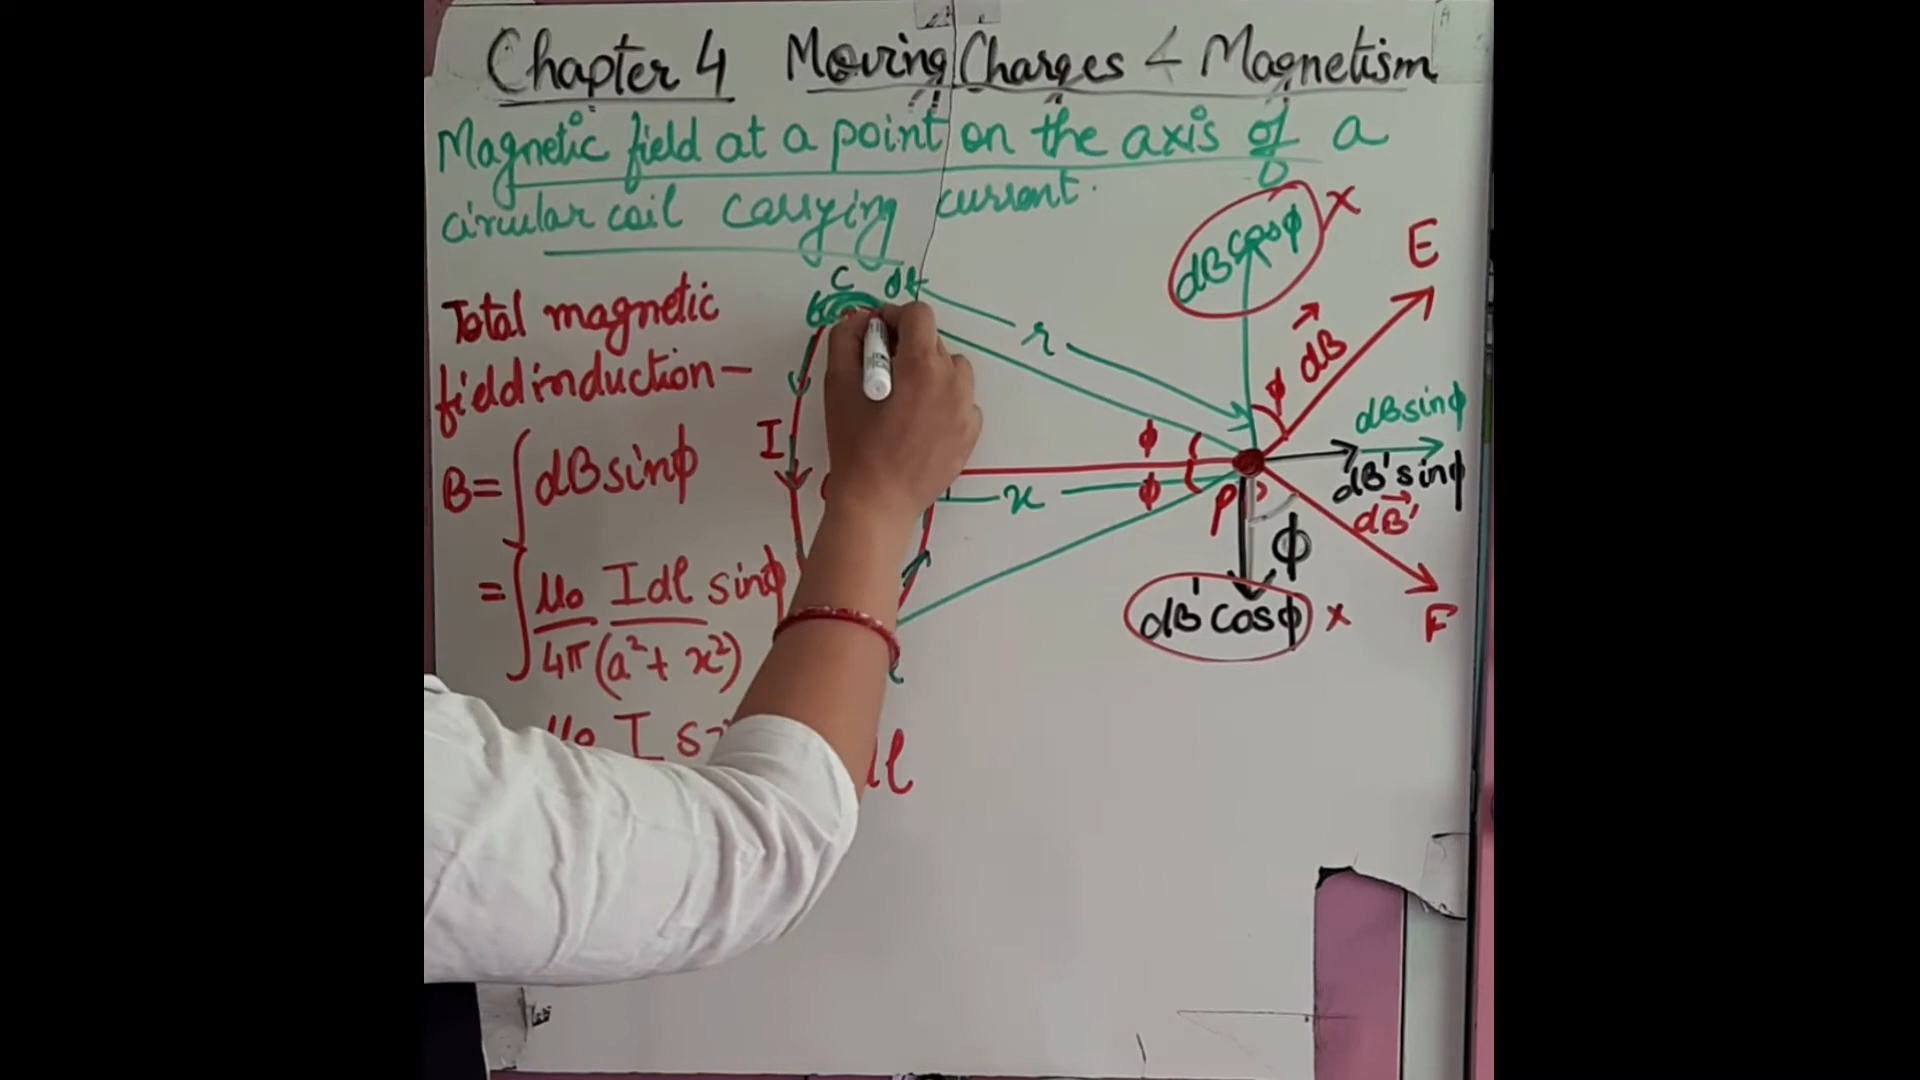 Chapter 4 Moving Charges & Magnetism
Magnetic field at a point on the axis of a
circular coil carrying current.
Total magnetic
field induction –
B = ∫ dB sinϕ
= ∫ μ₀/4π Idl sinϕ/(a² + x²)
μ₀ I
dl
C
dl
I
r
x
ϕ
ϕ
P
dB cosϕ x
E
ϕ dB⃗
dB sinϕ
dB' sinϕ
dB⃗'
ϕ
dB' cosϕ x
F